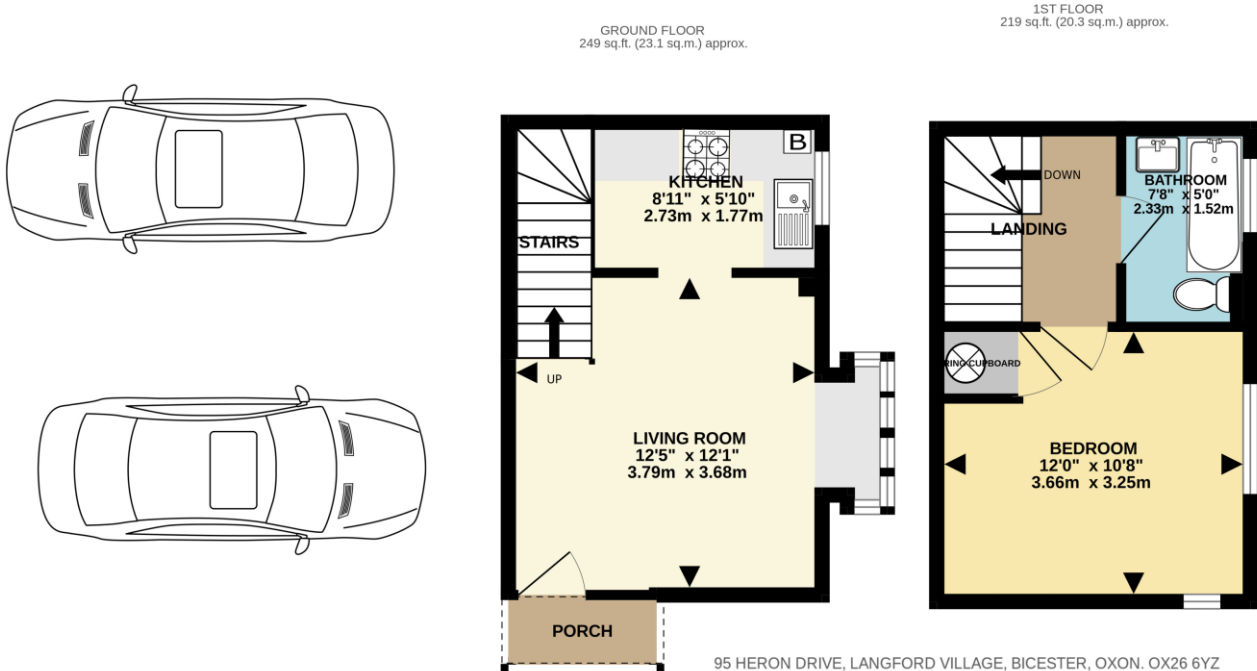 GROUND FLOOR
249 sq.ft. (23.1 sq.m.) approx.
1ST FLOOR
219 sq.ft. (20.3 sq.m.) approx.
B
KITCHEN
8'11" x 5'10"
2.73m x 1.77m
STAIRS
UP
LIVING ROOM
12'5" x 12'1"
3.79m x 3.68m
PORCH
DOWN
LANDING
BATHROOM
7'8" x 5'0"
2.33m x 1.52m
RING CUPBOARD
BEDROOM
12'0" x 10'8"
3.66m x 3.25m
95 HERON DRIVE, LANGFORD VILLAGE, BICESTER, OXON. OX26 6YZ